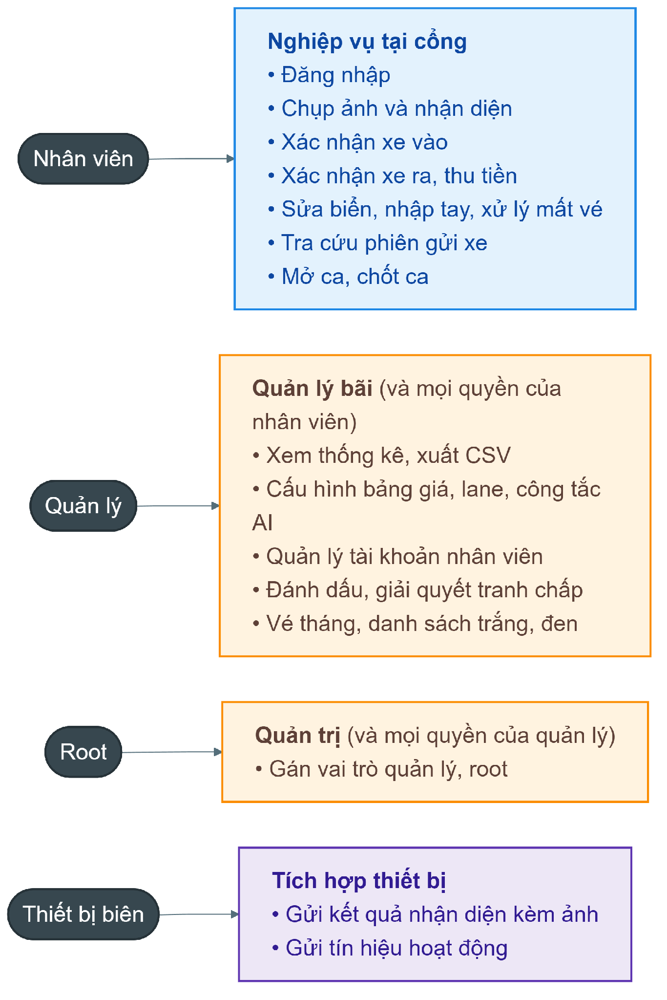 Nhân viên
Nghiệp vụ tại cổng
• Đăng nhập
• Chụp ảnh và nhận diện
• Xác nhận xe vào
• Xác nhận xe ra, thu tiền
• Sửa biển, nhập tay, xử lý mất vé
• Tra cứu phiên gửi xe
• Mở ca, chốt ca
Quản lý
Quản lý bãi (và mọi quyền của
nhân viên)
• Xem thống kê, xuất CSV
• Cấu hình bảng giá, lane, công tắc
AI
• Quản lý tài khoản nhân viên
• Đánh dấu, giải quyết tranh chấp
• Vé tháng, danh sách trắng, đen
Root
Quản trị (và mọi quyền của quản lý)
• Gán vai trò quản lý, root
Thiết bị biên
Tích hợp thiết bị
• Gửi kết quả nhận diện kèm ảnh
• Gửi tín hiệu hoạt động